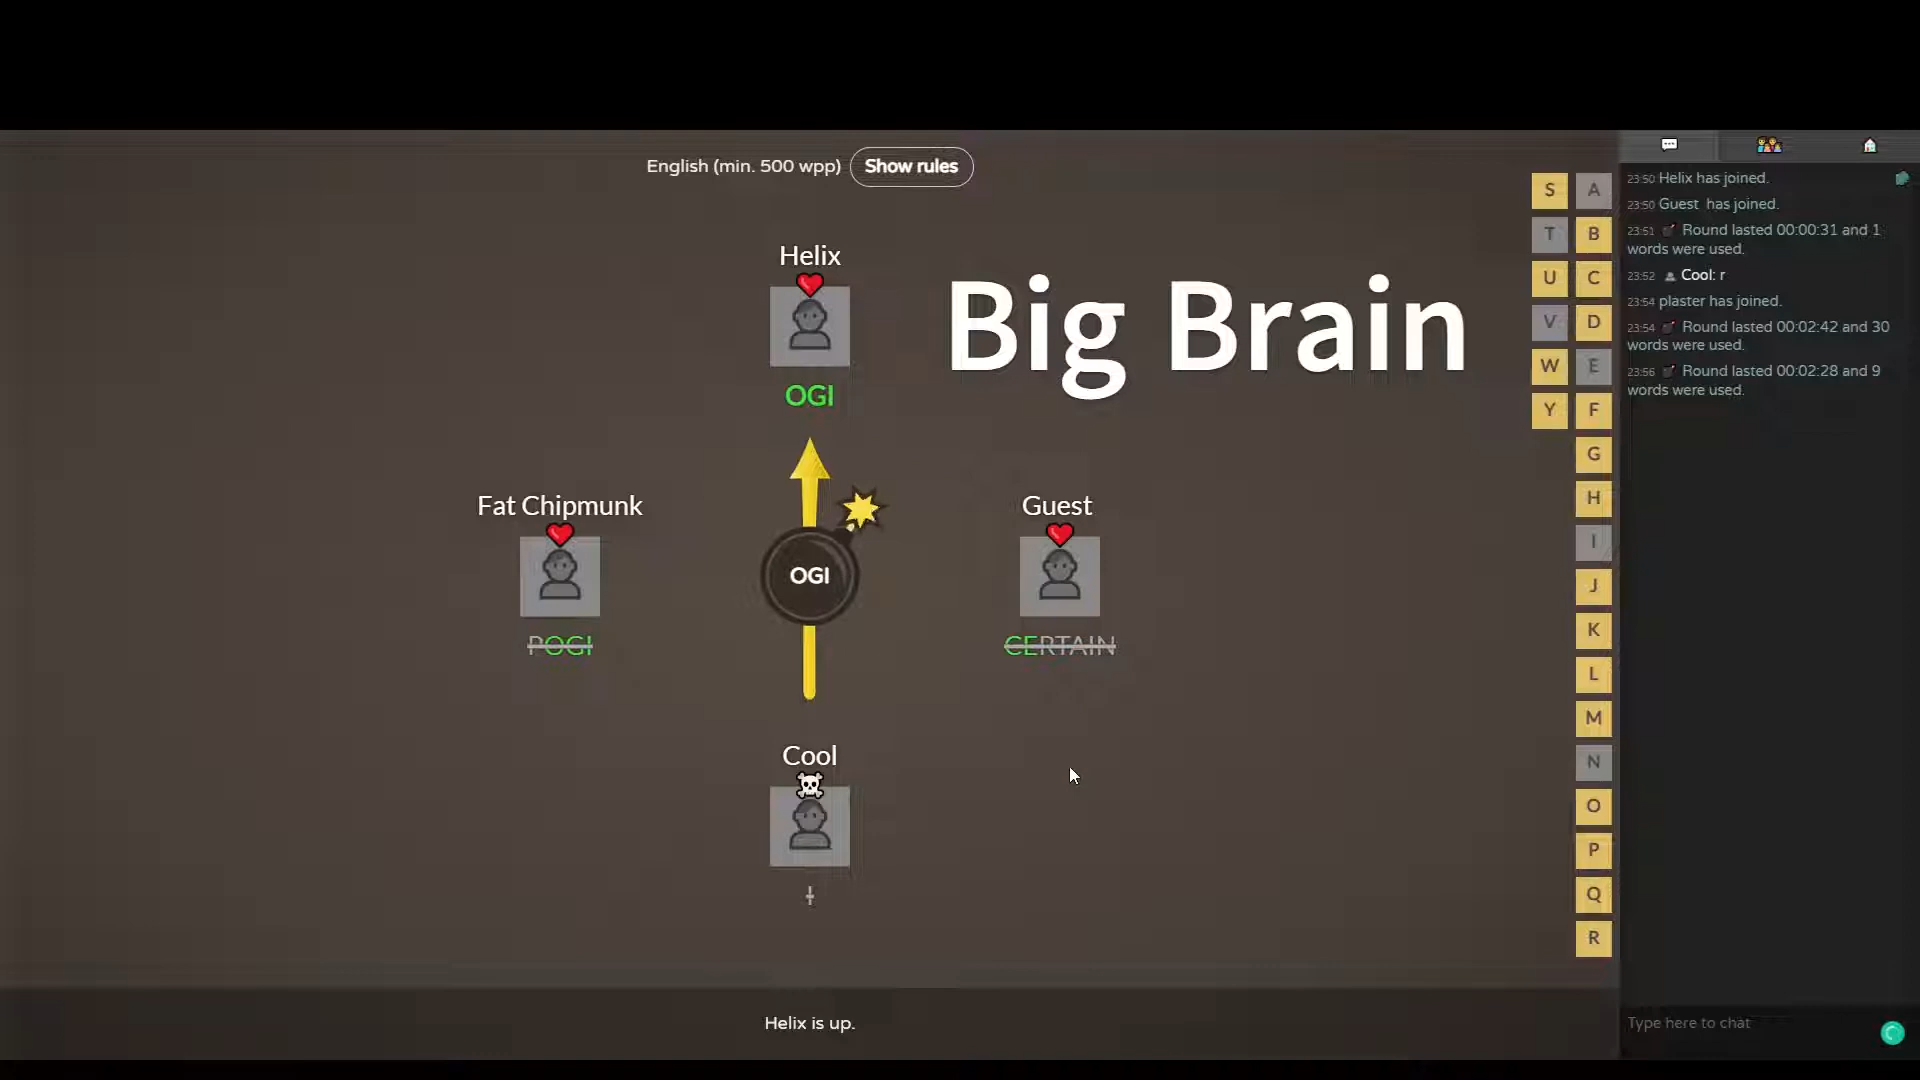 English (min. 500 wpp) Show rules
Helix
OGI
Big Brain
Fat Chipmunk
POGI
OGI
Guest
CERTAIN
Cool
Helix is up.
S A
T B
U C
V D
W E
Y F
G
H
I
J
K
L
M
N
O
P
Q
R
23:50 Helix has joined.
23:50 Guest has joined.
23:51 Round lasted 00:00:31 and 1
words were used.
23:52 Cool: r
23:54 plaster has joined.
23:54 Round lasted 00:02:42 and 30
words were used.
23:56 Round lasted 00:02:28 and 9
words were used.
Type here to chat